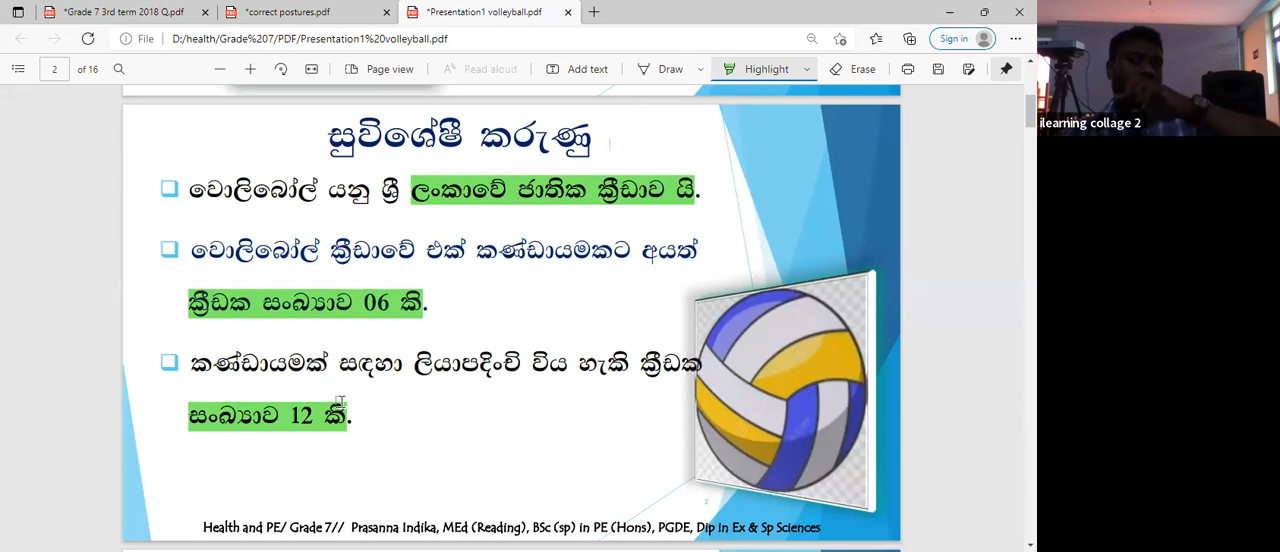 *Grade 7 3rd term 2018 Q.pdf
*correct postures.pdf
*Presentation1 volleyball.pdf
File
D:/health/Grade%207/PDF/Presentation1%20volleyball.pdf
Sign in
2 of 16
Page view
Read aloud
Add text
Draw
Highlight
Erase
ilearning collage 2
සුවිශේෂී කරුණු
වොලිබෝල් යනු ශ්‍රී ලංකාවේ ජාතික ක්‍රීඩාව යි.
වොලිබෝල් ක්‍රීඩාවේ එක් කණ්ඩායමකට අයත්
ක්‍රීඩක සංඛ්‍යාව 06 කි.
කණ්ඩායමක් සඳහා ලියාපදිංචි විය හැකි ක්‍රීඩක
සංඛ්‍යාව 12 කි.
2
Health and PE/ Grade 7// Prasanna Indika, MEd (Reading), BSc (sp) in PE (Hons), PGDE, Dip in Ex & Sp Sciences